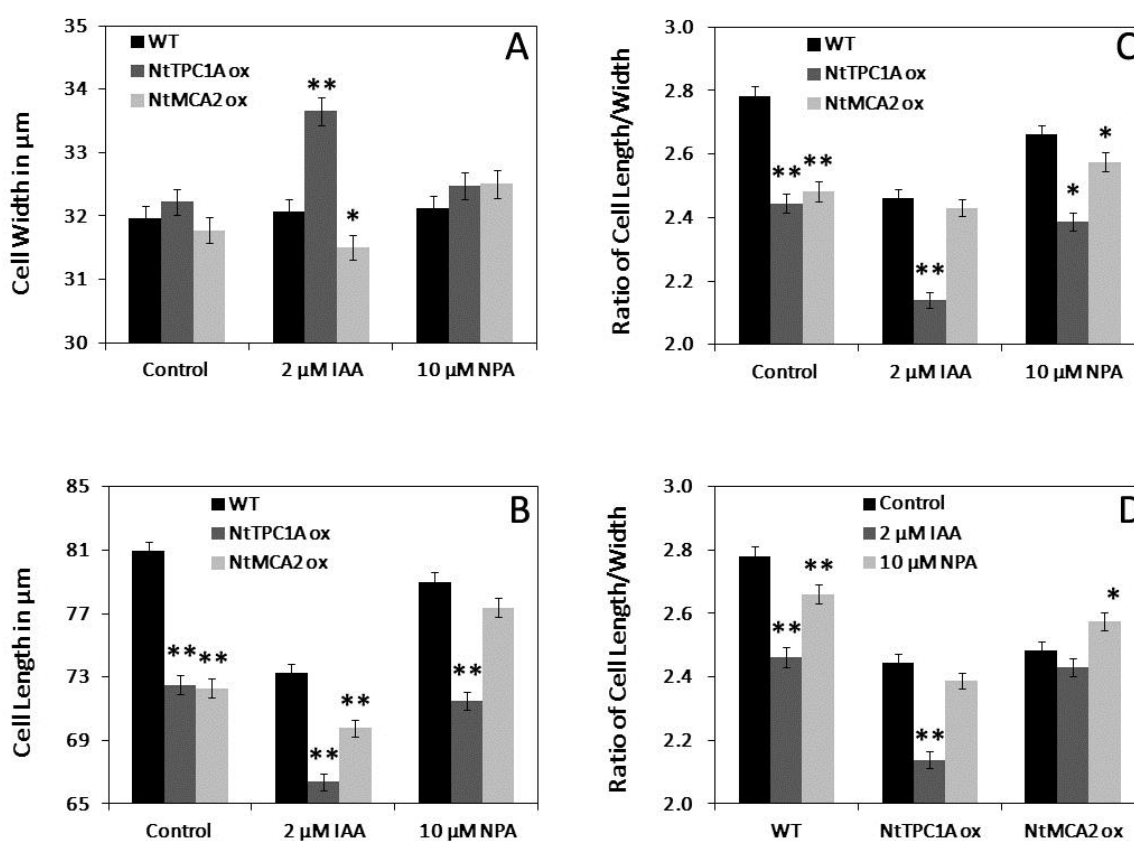 A
Cell Width in µm
35
34
33
32
31
30
WT
NtTPC1A ox
NtMCA2 ox
**
*
Control
2 µM IAA
10 µM NPA
C
Ratio of Cell Length/Width
3.0
2.8
2.6
2.4
2.2
2.0
WT
NtTPC1A ox
NtMCA2 ox
** **
**
*
*
Control
2 µM IAA
10 µM NPA
B
Cell Length in µm
85
81
77
73
69
65
WT
NtTPC1A ox
NtMCA2 ox
** **
**
**
**
Control
2 µM IAA
10 µM NPA
D
Ratio of Cell Length/Width
3.0
2.8
2.6
2.4
2.2
2.0
Control
2 µM IAA
10 µM NPA
**
**
**
*
WT
NtTPC1A ox
NtMCA2 ox